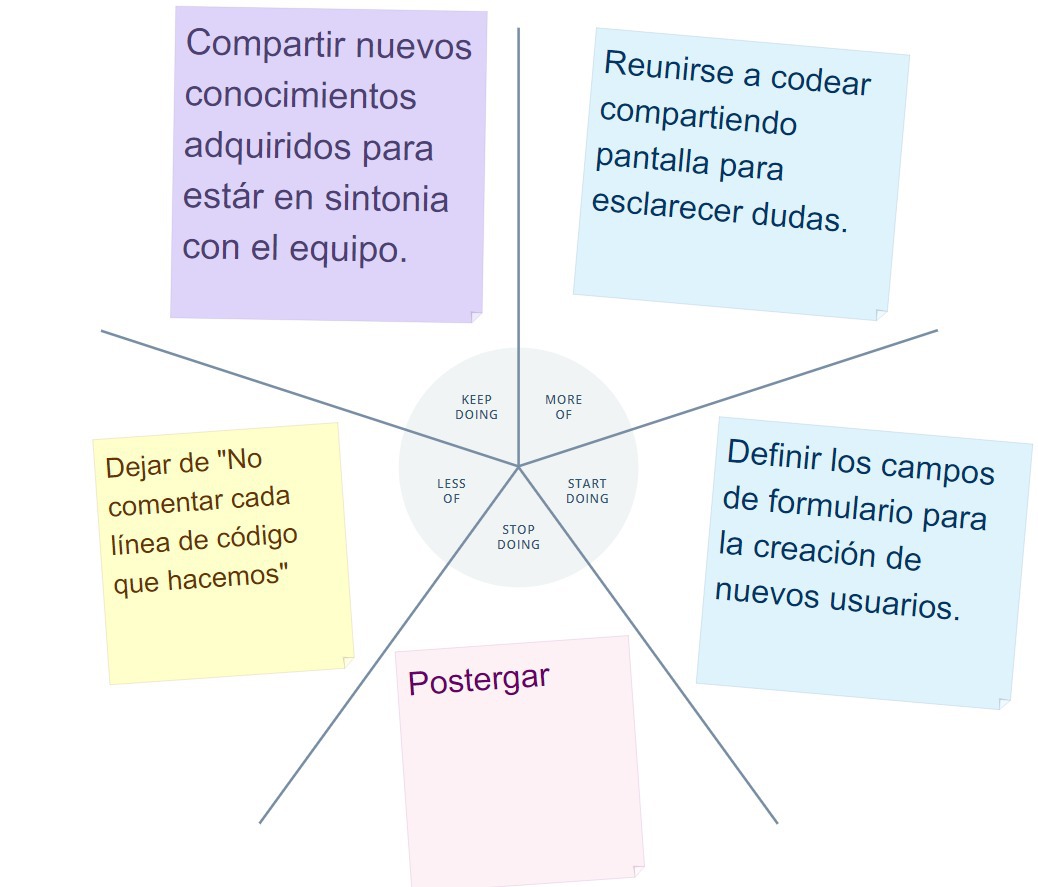 Compartir nuevos
conocimientos
adquiridos para
estár en sintonia
con el equipo.
Reunirse a codear
compartiendo
pantalla para
esclarecer dudas.
KEEP
DOING
MORE
OF
LESS
OF
START
DOING
STOP
DOING
Dejar de "No
comentar cada
línea de código
que hacemos"
Definir los campos
de formulario para
la creación de
nuevos usuarios.
Postergar